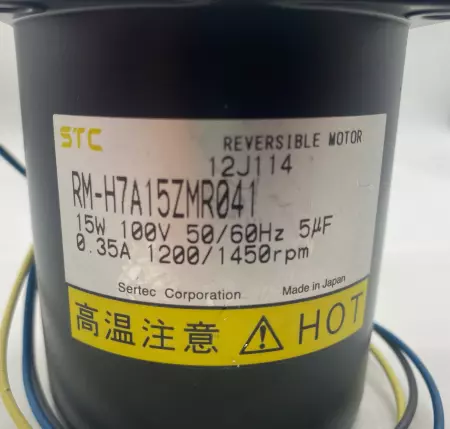 STC
REVERSIBLE MOTOR
12J114
RM-H7A15ZMR041
15W 100V 50/60Hz 5μF
0.35A 1200/1450rpm
Sertec Corporation Made in Japan
高温注意 HOT